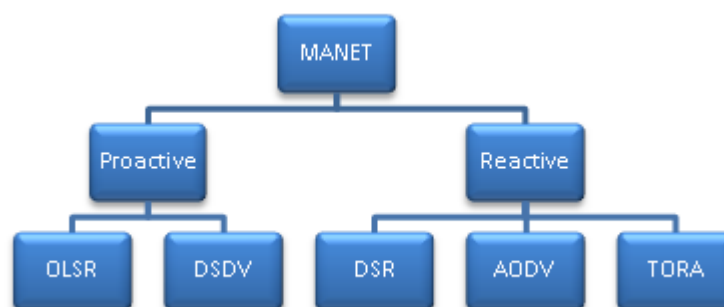 MANET
Proactive
Reactive
OLSR
DSDV
DSR
AODV
TORA